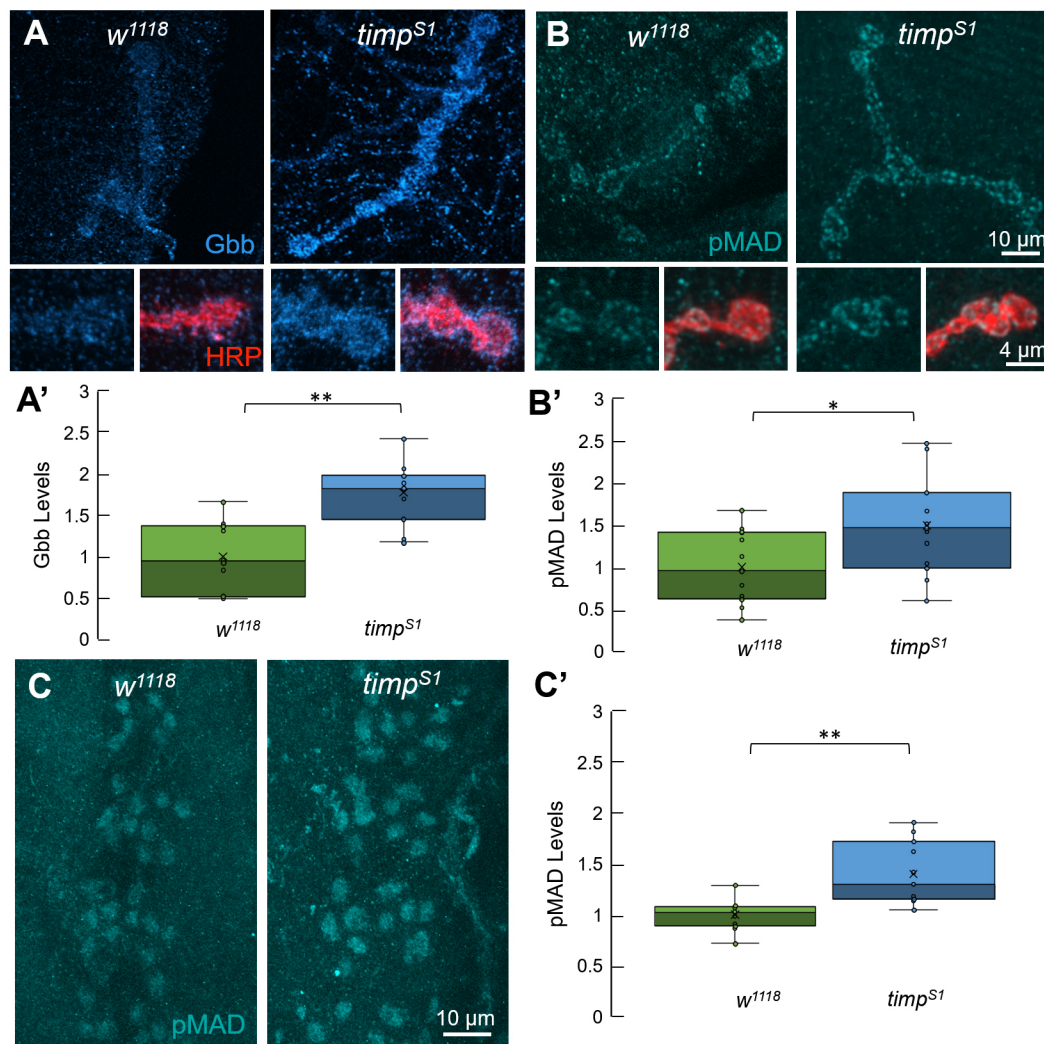 A
w1118
timpS1
B
w1118
timpS1
Gbb
pMAD
10 µm
HRP
4 µm
A’
3
2.5
2
1.5
1
0.5
0
Gbb Levels
**
w1118
timpS1
B’
3
2.5
2
1.5
1
0.5
0
pMAD Levels
*
w1118
timpS1
C
w1118
timpS1
pMAD
10 µm
C’
3
2.5
2
1.5
1
0.5
0
pMAD Levels
**
w1118
timpS1